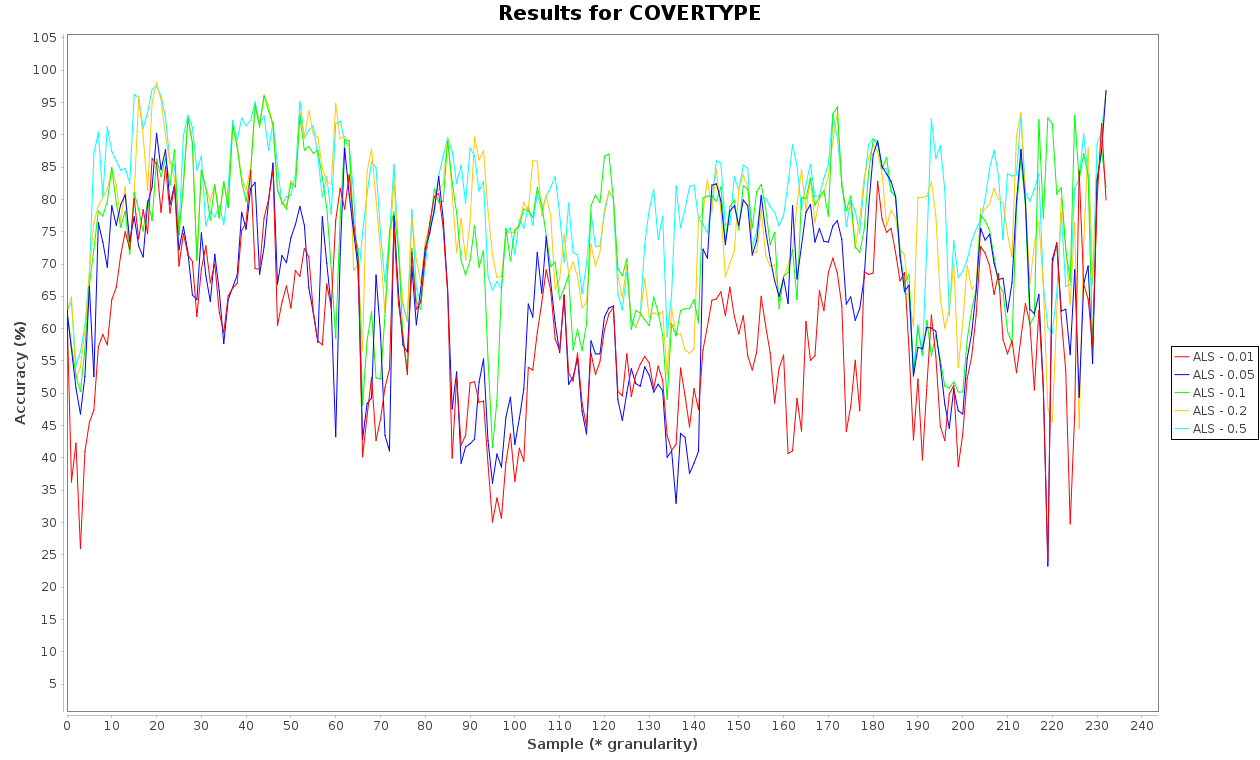 Results for COVERTYPE
Accuracy (%)
105
100
95
90
85
80
75
70
65
60
55
50
45
40
35
30
25
20
15
10
5
0 10 20 30 40 50 60 70 80 90 100 110 120 130 140 150 160 170 180 190 200 210 220 230 240
Sample (* granularity)
ALS - 0.01
ALS - 0.05
ALS - 0.1
ALS - 0.2
ALS - 0.5